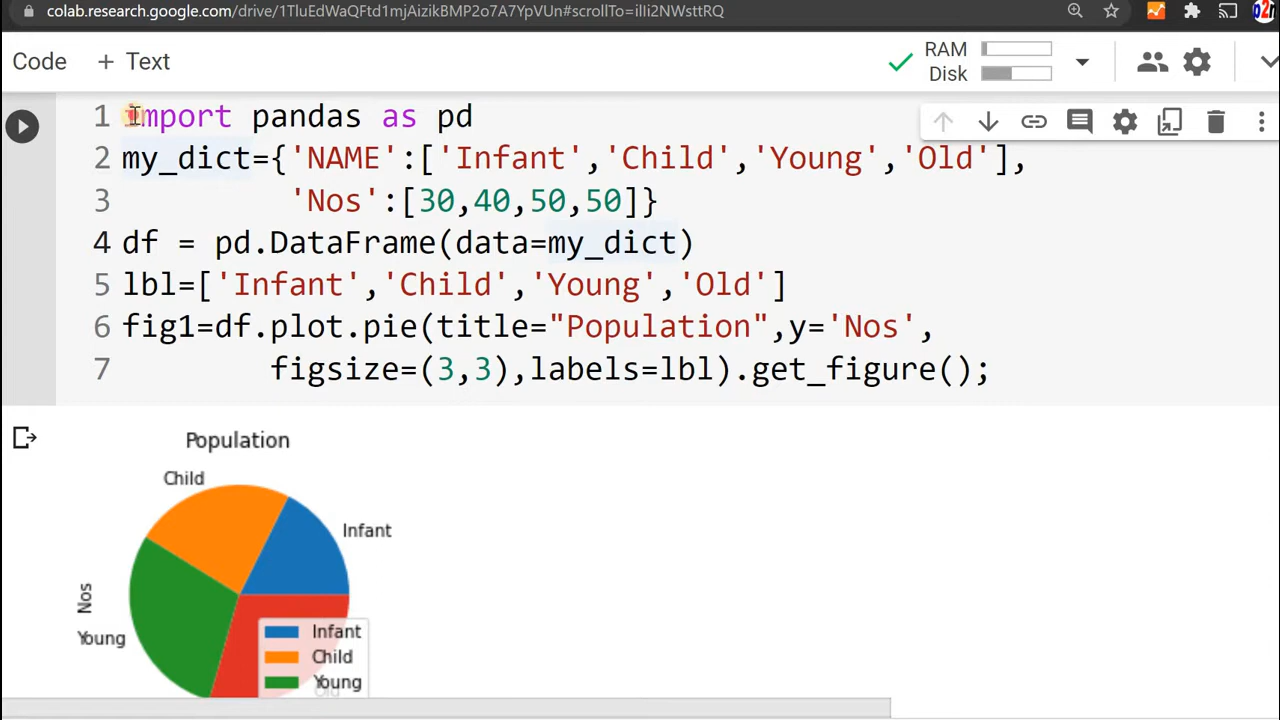 colab.research.google.com/drive/1TluEdWaQFtd1mjAizikBMP2o7A7YpVUn#scrollTo=ilIi2NWsttRQ
Code + Text
RAM
Disk
1 import pandas as pd
2 my_dict={'NAME':['Infant','Child','Young','Old'],
3 'Nos':[30,40,50,50]}
4 df = pd.DataFrame(data=my_dict)
5 lbl=['Infant','Child','Young','Old']
6 fig1=df.plot.pie(title="Population",y='Nos',
7 figsize=(3,3),labels=lbl).get_figure();
Population
Child
Infant
Nos
Young
Infant
Child
Young
Old